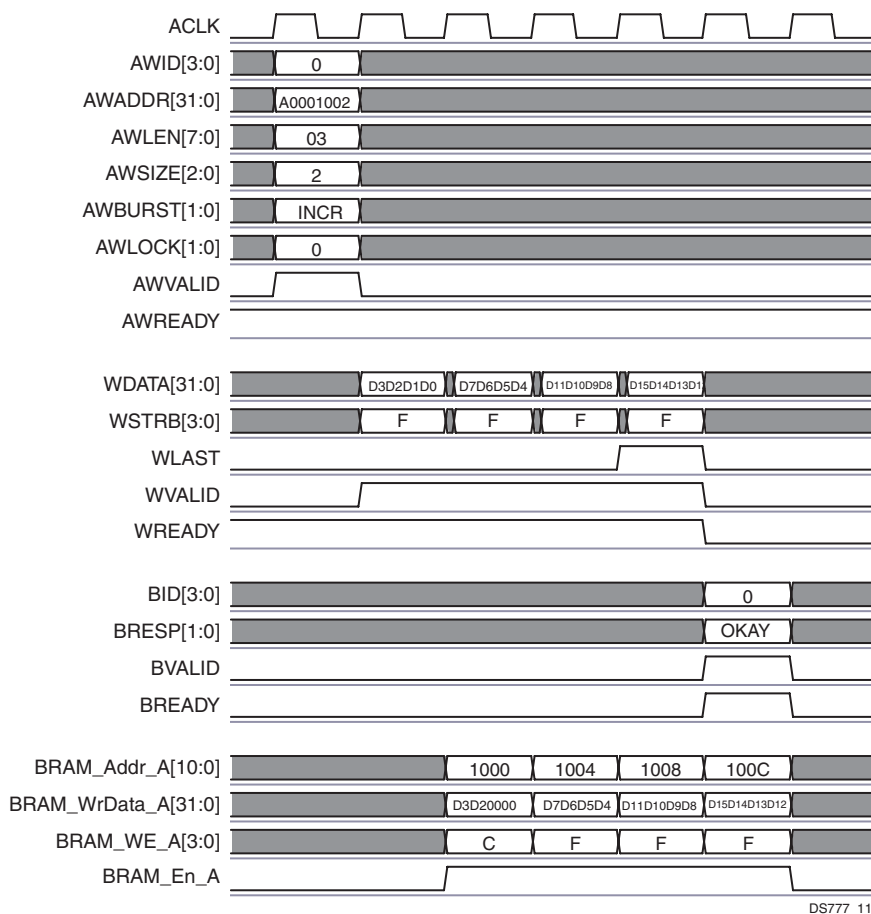 ACLK
AWID[3:0] 0
AWADDR[31:0] A0001002
AWLEN[7:0] 03
AWSIZE[2:0] 2
AWBURST[1:0] INCR
AWLOCK[1:0] 0
AWVALID
AWREADY
WDATA[31:0] D3D2D1D0 D7D6D5D4 D11D10D9D8 D15D14D13D1
WSTRB[3:0] F F F F
WLAST
WVALID
WREADY
BID[3:0] 0
BRESP[1:0] OKAY
BVALID
BREADY
BRAM_Addr_A[10:0] 1000 1004 1008 100C
BRAM_WrData_A[31:0] D3D20000 D7D6D5D4 D11D10D9D8 D15D14D13D12
BRAM_WE_A[3:0] C F F F
BRAM_En_A
DS777_11